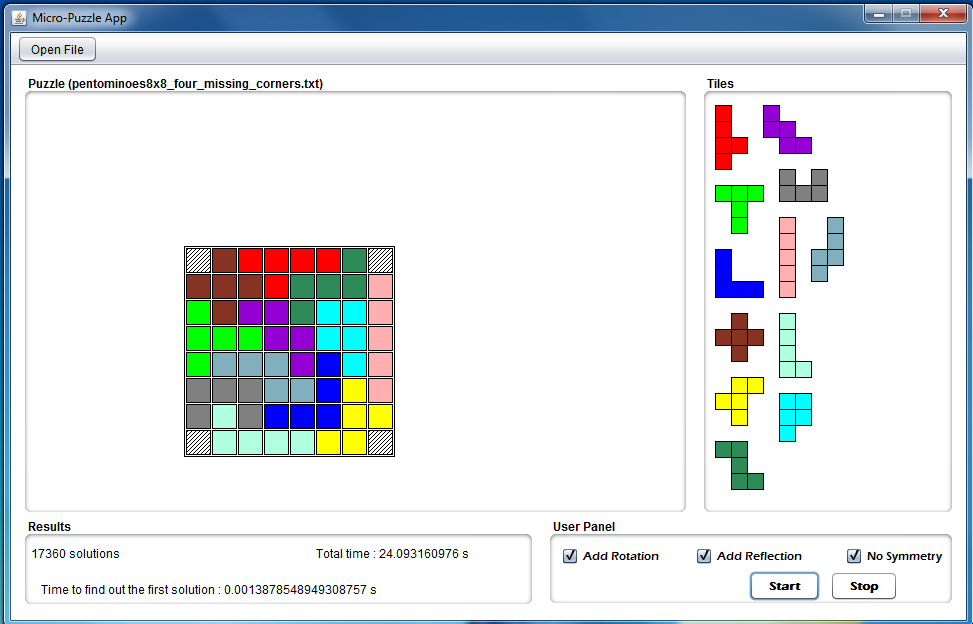 Micro-Puzzle App
Open File
Puzzle (pentominoes8x8_four_missing_corners.txt)
Tiles
Results
17360 solutions
Total time : 24.093160976 s
Time to find out the first solution : 0.0013878548949308757 s
User Panel
Add Rotation
Add Reflection
No Symmetry
Start
Stop